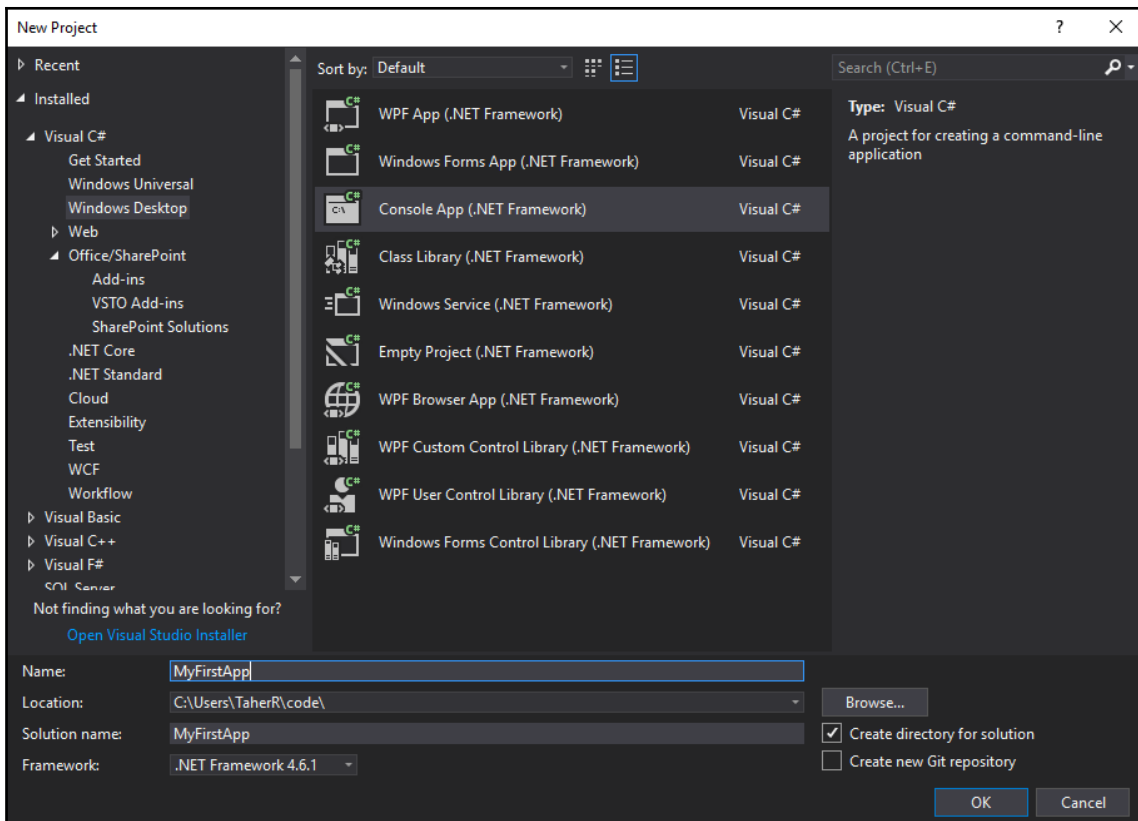 New Project
?
Recent
Installed
Visual C#
Get Started
Windows Universal
Windows Desktop
Web
Office/SharePoint
Add-ins
VSTO Add-ins
SharePoint Solutions
.NET Core
.NET Standard
Cloud
Extensibility
Test
WCF
Workflow
Visual Basic
Visual C++
Visual F#
SQL Server
Not finding what you are looking for?
Open Visual Studio Installer
Sort by: Default
C# WPF App (.NET Framework) Visual C#
C# Windows Forms App (.NET Framework) Visual C#
C# C:\ Console App (.NET Framework) Visual C#
C# Class Library (.NET Framework) Visual C#
C# Windows Service (.NET Framework) Visual C#
C# Empty Project (.NET Framework) Visual C#
C# WPF Browser App (.NET Framework) Visual C#
C# WPF Custom Control Library (.NET Framework) Visual C#
C# WPF User Control Library (.NET Framework) Visual C#
C# Windows Forms Control Library (.NET Framework) Visual C#
Search (Ctrl+E)
Type: Visual C#
A project for creating a command-line
application
Name: MyFirstApp
Location: C:\Users\TaherR\code\ Browse...
Solution name: MyFirstApp Create directory for solution
Framework: .NET Framework 4.6.1 Create new Git repository
OK Cancel